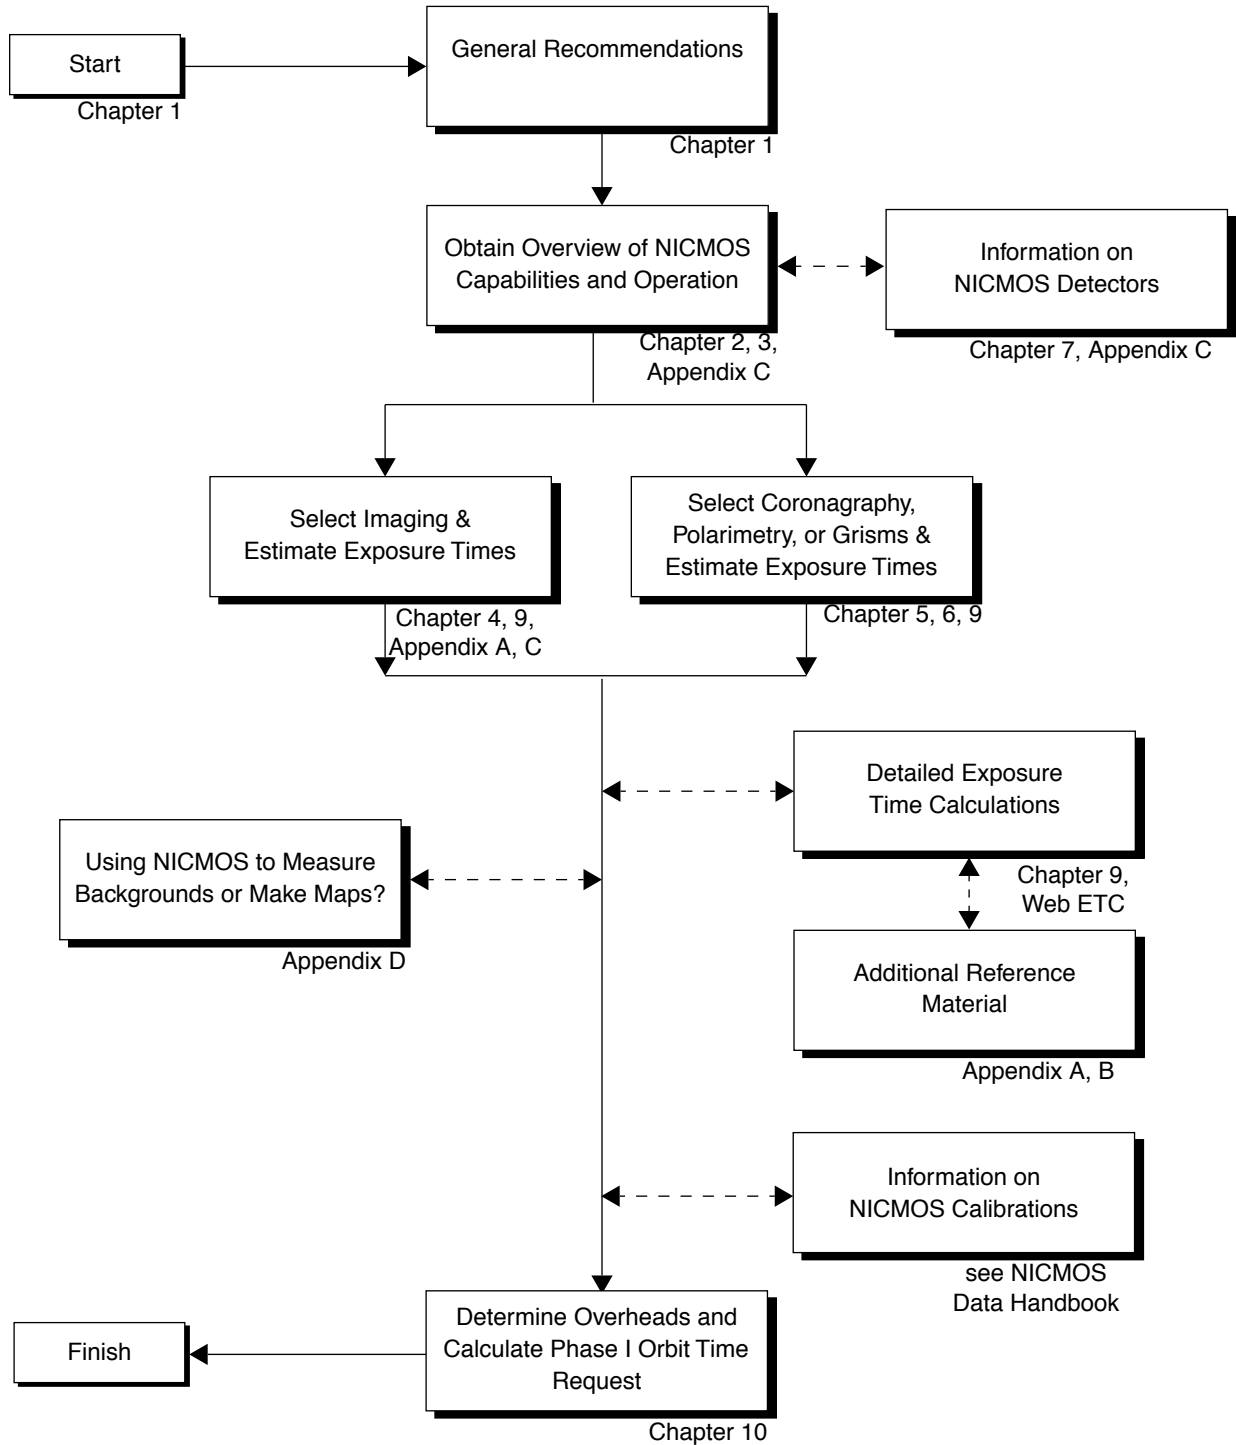 Start
Chapter 1
General Recommendations
Chapter 1
Obtain Overview of NICMOS
Capabilities and Operation
Chapter 2, 3,
Appendix C
Information on
NICMOS Detectors
Chapter 7, Appendix C
Select Imaging &
Estimate Exposure Times
Chapter 4, 9,
Appendix A, C
Select Coronagraphy,
Polarimetry, or Grisms &
Estimate Exposure Times
Chapter 5, 6, 9
Detailed Exposure
Time Calculations
Chapter 9,
Web ETC
Using NICMOS to Measure
Backgrounds or Make Maps?
Appendix D
Additional Reference
Material
Appendix A, B
Information on
NICMOS Calibrations
see NICMOS
Data Handbook
Determine Overheads and
Calculate Phase I Orbit Time
Request
Chapter 10
Finish